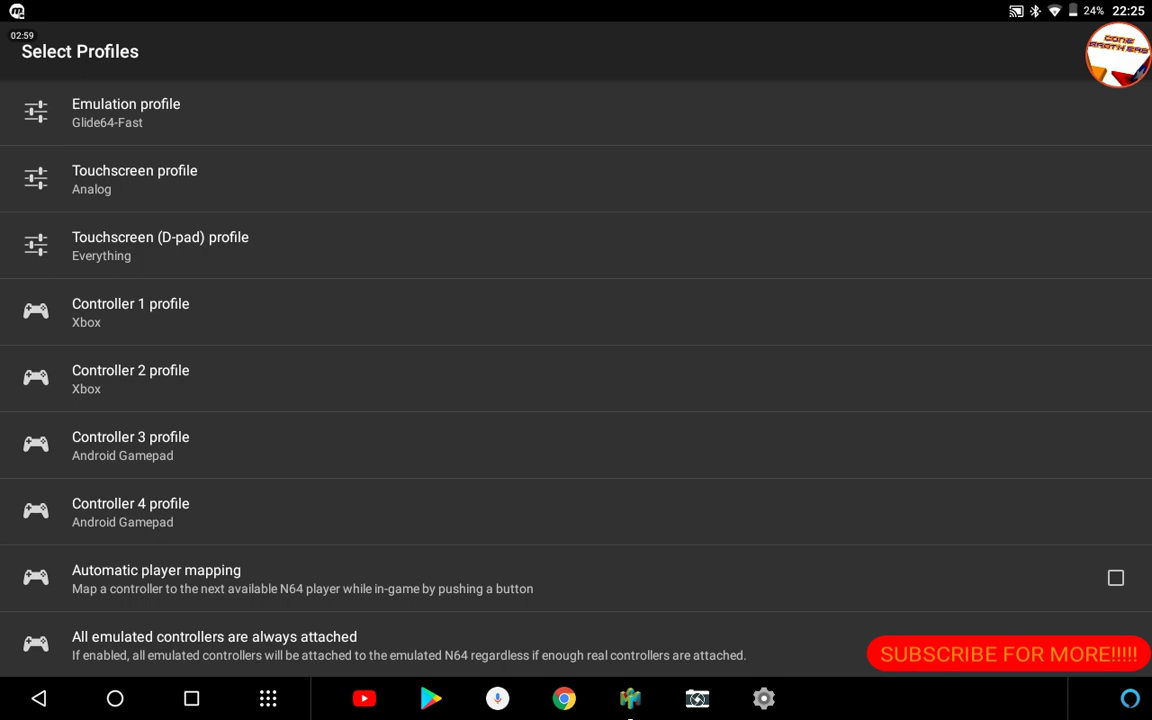 24% 22:25
02:59
Select Profiles
Emulation profile
Glide64-Fast
Touchscreen profile
Analog
Touchscreen (D-pad) profile
Everything
Controller 1 profile
Xbox
Controller 2 profile
Xbox
Controller 3 profile
Android Gamepad
Controller 4 profile
Android Gamepad
Automatic player mapping
Map a controller to the next available N64 player while in-game by pushing a button
All emulated controllers are always attached
If enabled, all emulated controllers will be attached to the emulated N64 regardless if enough real controllers are attached.
SUBSCRIBE FOR MORE!!!!!